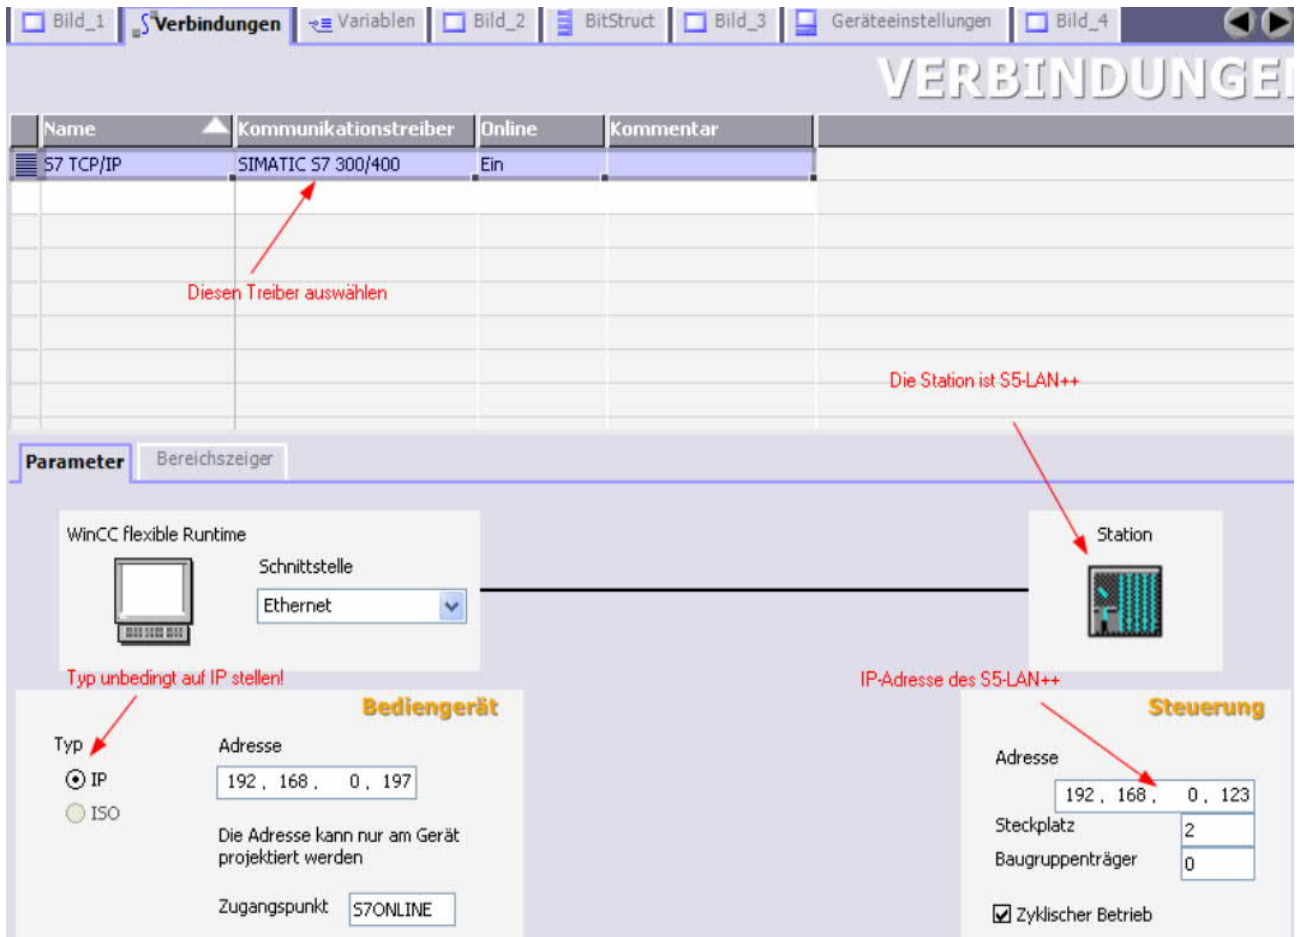 Bild_1 Verbindungen Variablen Bild_2 BitStruct Bild_3 Geräteeinstellungen Bild_4
VERBINDUNGEN
Name Kommunikationstreiber Online Kommentar
S7 TCP/IP SIMATIC S7 300/400 Ein
Diesen Treiber auswählen
Die Station ist S5-LAN++
Parameter Bereichszeiger
WinCC flexible Runtime
Station
Schnittstelle
Ethernet
Typ unbedingt auf IP stellen!
IP-Adresse des S5-LAN++
Bediengerät
Steuerung
Typ
Adresse
IP
192 . 168 . 0 . 197
ISO
Die Adresse kann nur am Gerät
projektiert werden
Zugangspunkt S7ONLINE
Adresse
192 . 168 . 0 . 123
Steckplatz 2
Baugruppenträger 0
Zyklischer Betrieb